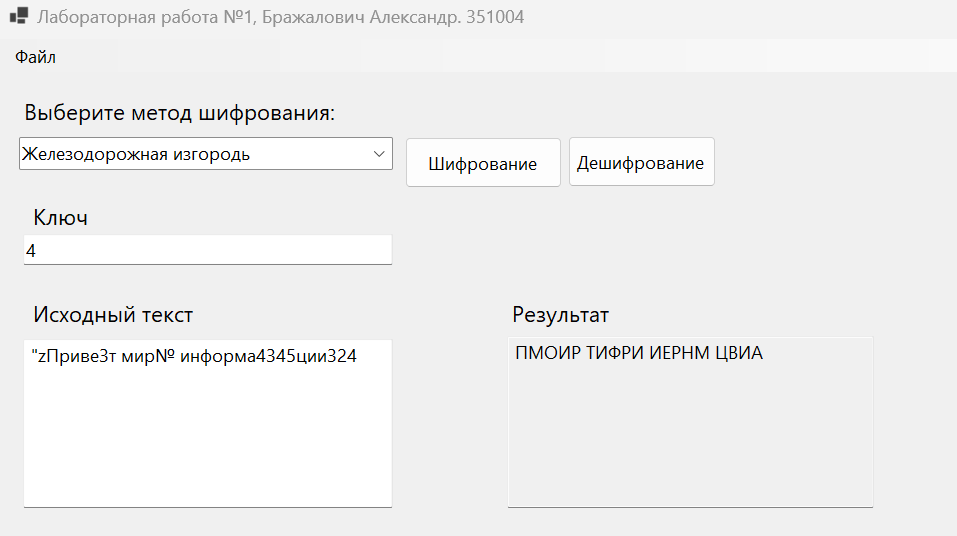 Лабораторная работа №1, Бражалович Александр. 351004
Файл
Выберите метод шифрования:
Железодорожная изгородь
Шифрование
Дешифрование
Ключ
4
Исходный текст
"zПривеЗт мир№ информа4345ции324
Результат
ПМОИР ТИФРИ ИЕРНМ ЦВИА